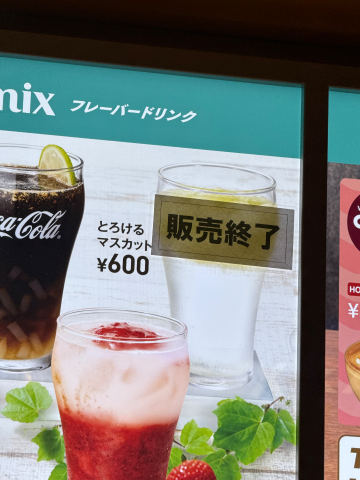 mix フレーバードリンク
Coca-Cola
とろける
マスカット
¥600
販売終了
HO
¥